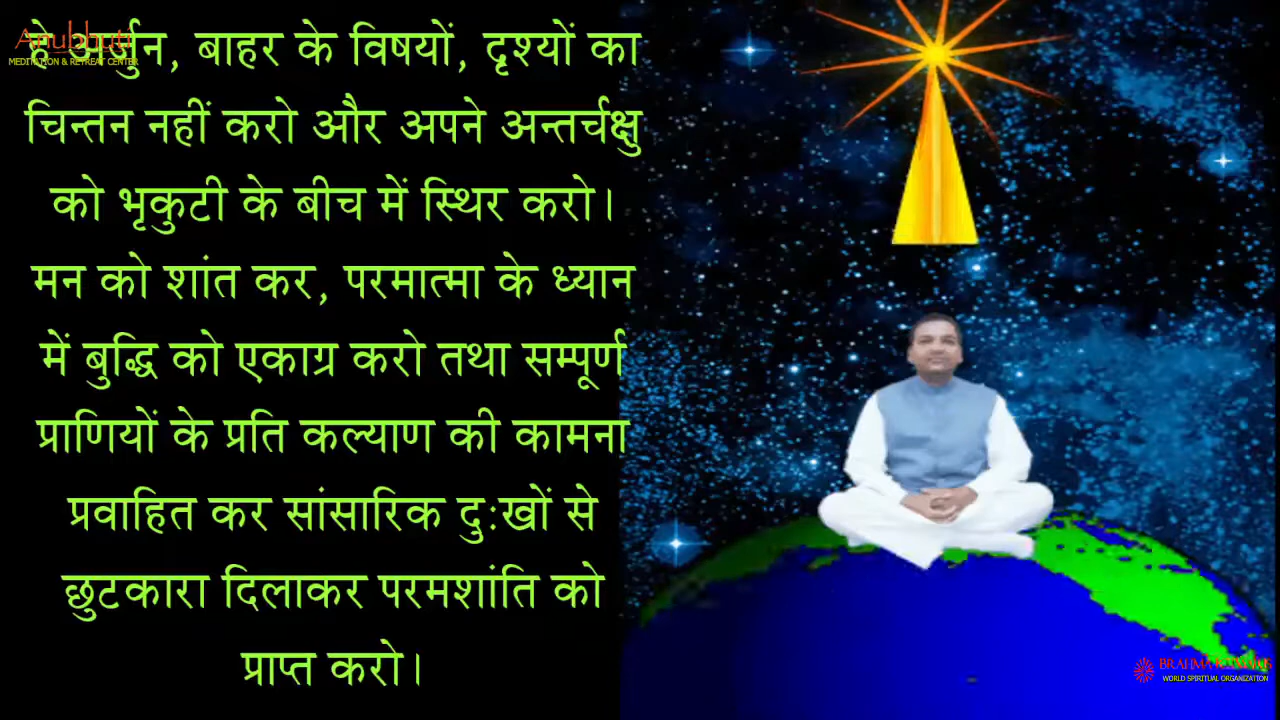 Anubhuti
MEDITATION & RETREAT CENTER
हे अर्जुन, बाहर के विषयों, दृश्यों का
चिन्तन नहीं करो और अपने अन्तर्चक्षु
को भृकुटी के बीच में स्थिर करो।
मन को शांत कर, परमात्मा के ध्यान
में बुद्धि को एकाग्र करो तथा सम्पूर्ण
प्राणियों के प्रति कल्याण की कामना
प्रवाहित कर सांसारिक दुःखों से
छुटकारा दिलाकर परमशांति को
प्राप्त करो।
BRAHMA KUMARIS
WORLD SPIRITUAL ORGANIZATION